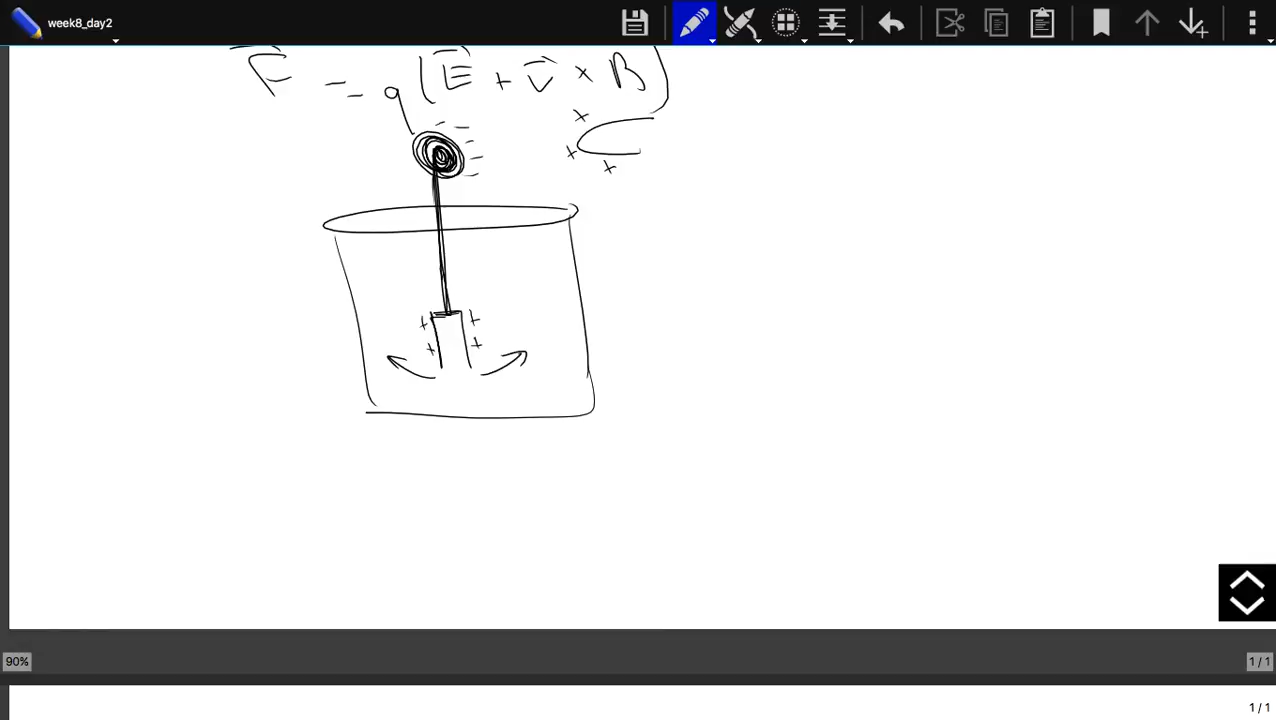 week8_day2
F = q (E + v × B)
- -
-
+
-
+
-
+
+ +
+ +
90%
1 / 1
1 / 1